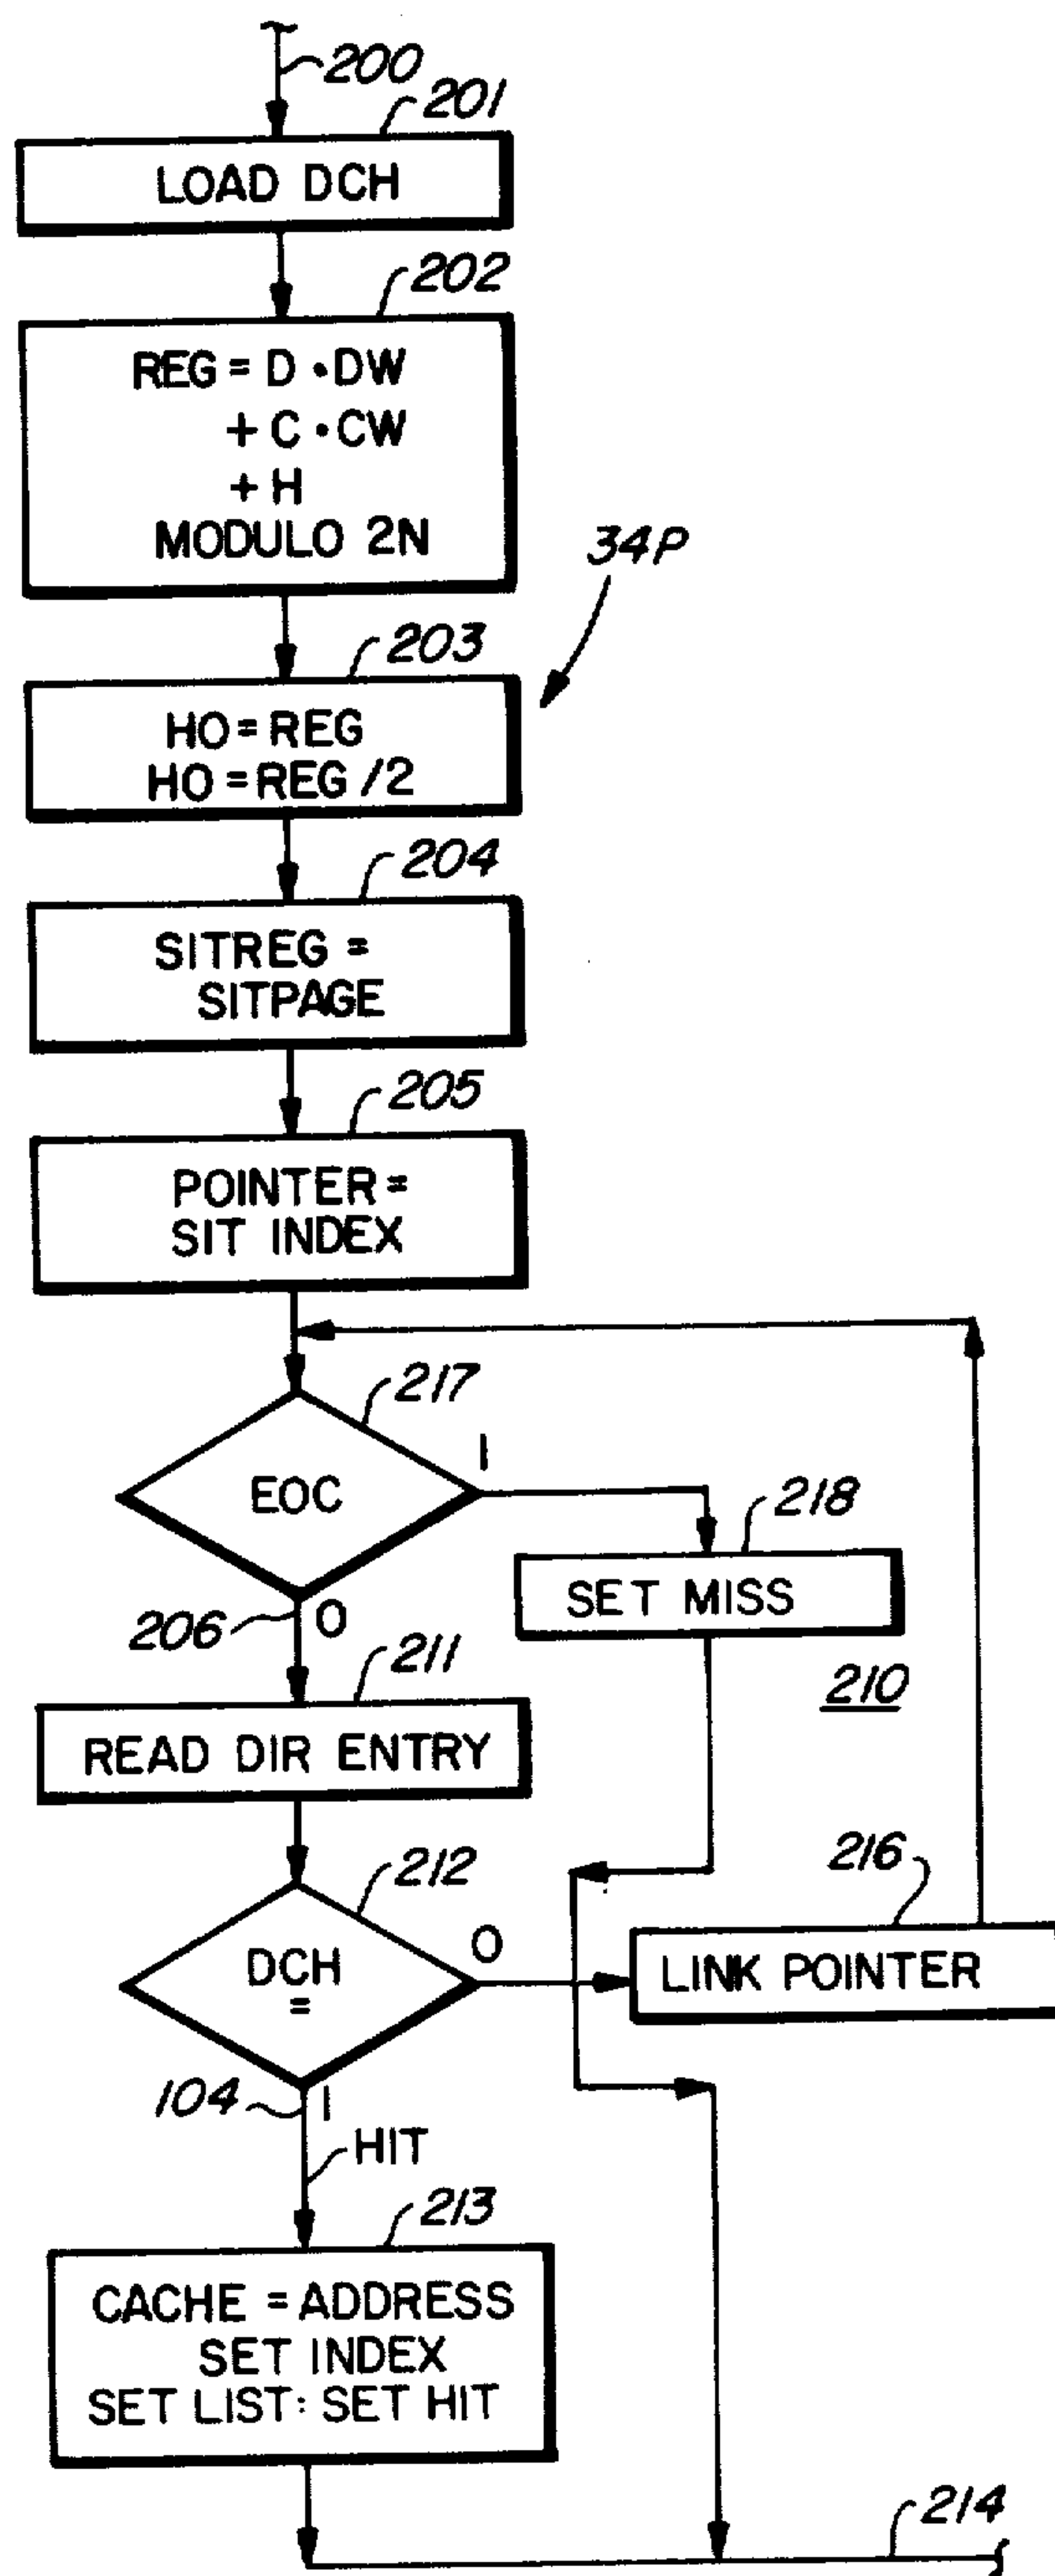 200
201
LOAD DCH
202
REG = D • DW
+ C • CW
+ H
MODULO 2N
34P
203
HO = REG
HO = REG /2
204
SITREG =
SITPAGE
205
POINTER =
SIT INDEX
217
EOC
1
218
SET MISS
206
0
210
211
READ DIR ENTRY
212
DCH
=
0
216
LINK POINTER
104
1
HIT
213
CACHE = ADDRESS
SET INDEX
SET LIST: SET HIT
214